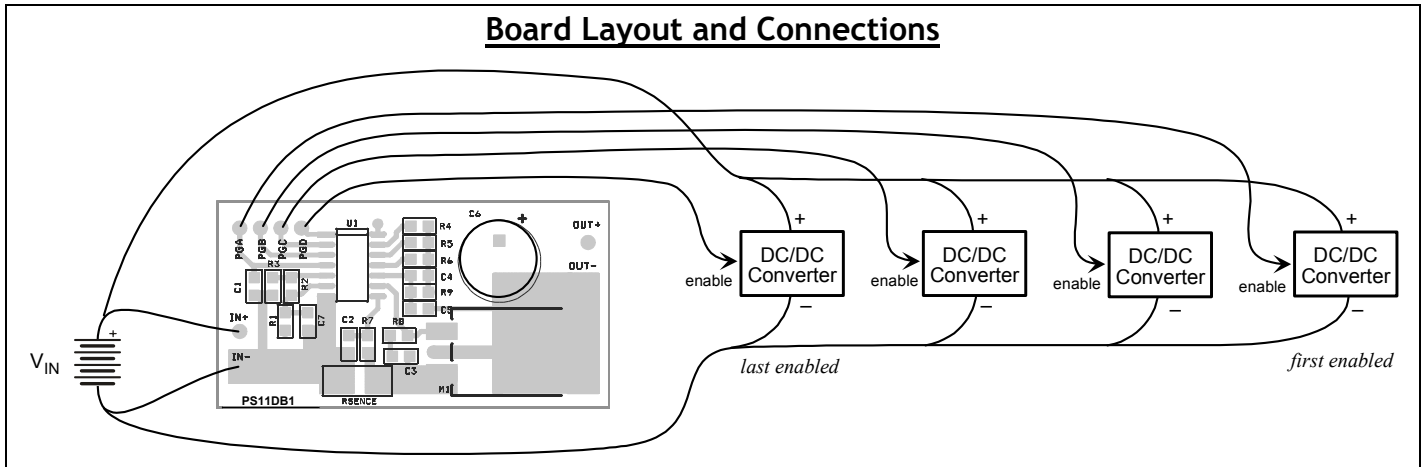 Board Layout and Connections
PGA
PGB
PGC
PGD
U1
C6
+
OUT+
OUT-
R4
R5
R6
C4
R9
C5
R3
C1
R2
R1
C7
C2
R7
R8
C3
IN+
IN-
M1
RSENCE
PS11DB1
+
VIN
enable
+
DC/DC
Converter
–
enable
+
DC/DC
Converter
–
enable
+
DC/DC
Converter
–
enable
+
DC/DC
Converter
–
last enabled
first enabled